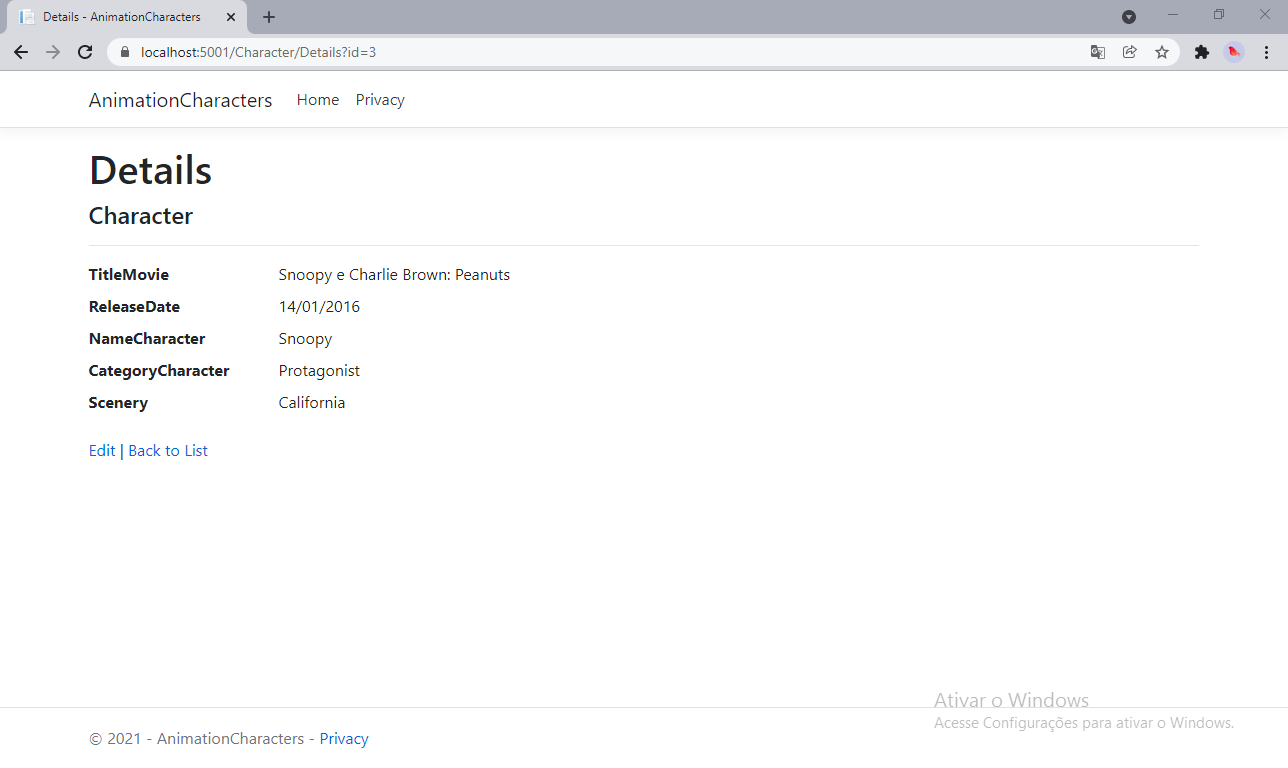 Details - AnimationCharacters
localhost:5001/Character/Details?id=3
AnimationCharacters Home Privacy
Details
Character
TitleMovie Snoopy e Charlie Brown: Peanuts
ReleaseDate 14/01/2016
NameCharacter Snoopy
CategoryCharacter Protagonist
Scenery California
Edit | Back to List
Ativar o Windows
Acesse Configurações para ativar o Windows.
© 2021 - AnimationCharacters - Privacy